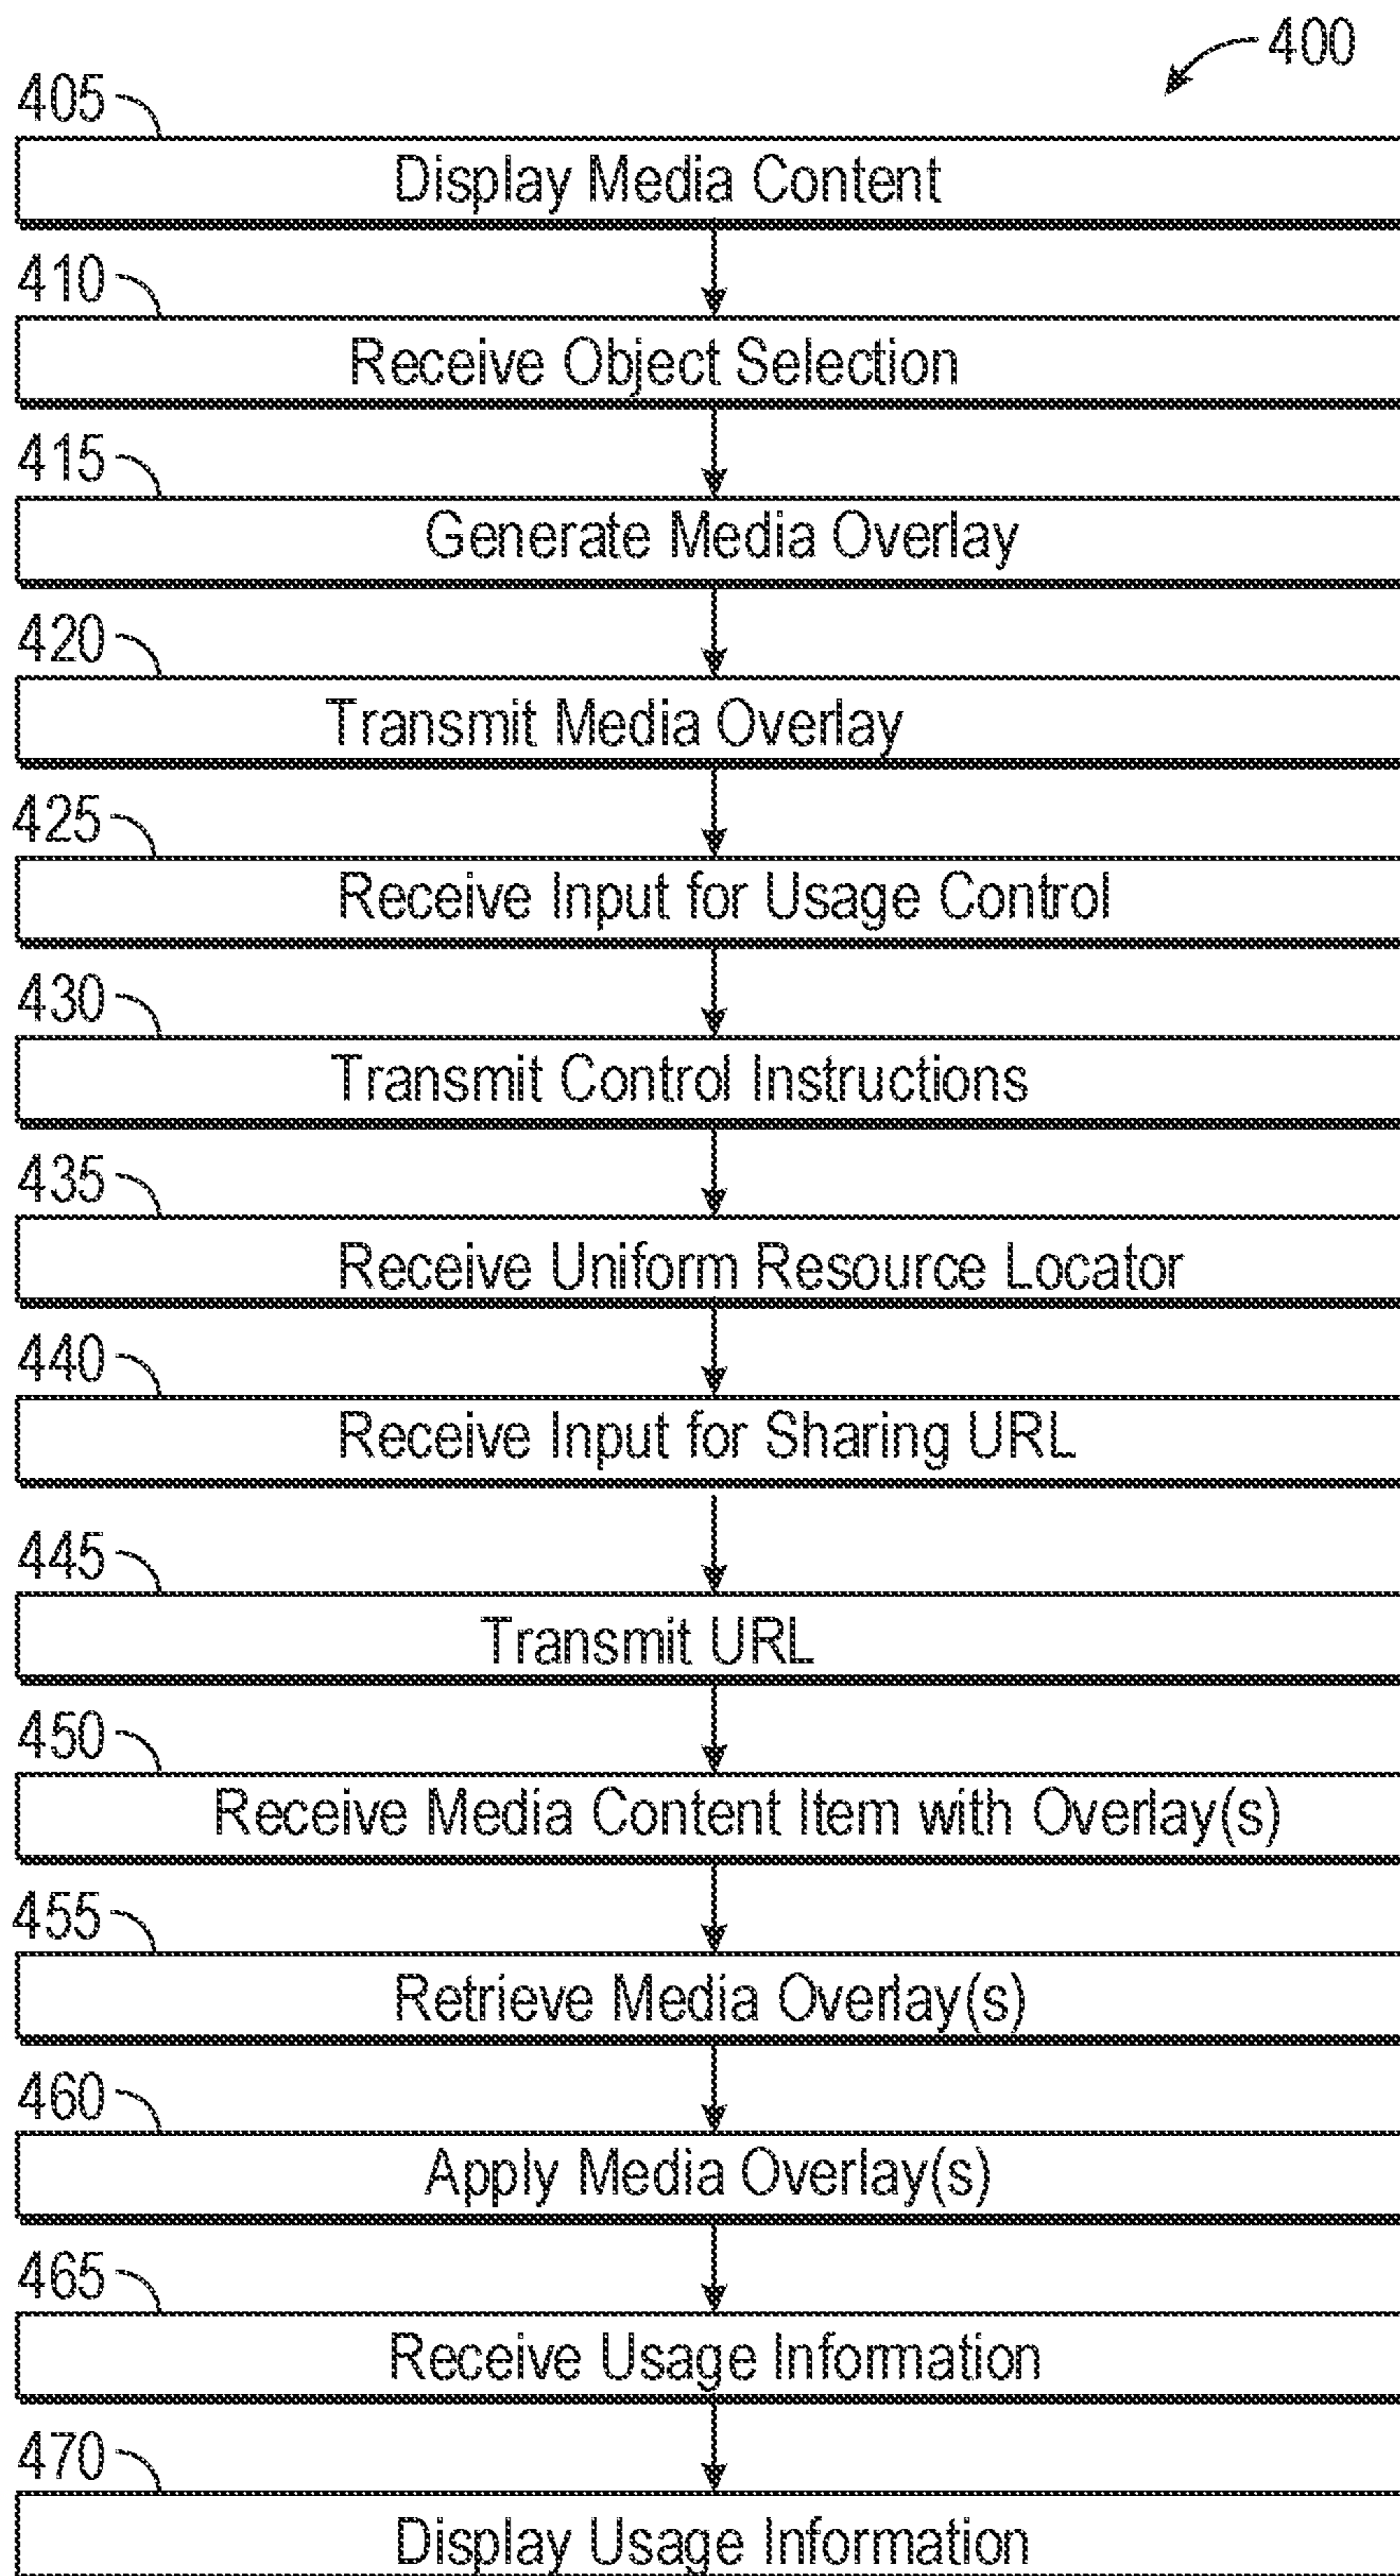 400
405
Display Media Content
410
Receive Object Selection
415
Generate Media Overlay
420
Transmit Media Overlay
425
Receive Input for Usage Control
430
Transmit Control Instructions
435
Receive Uniform Resource Locator
440
Receive Input for Sharing URL
445
Transmit URL
450
Receive Media Content Item with Overlay(s)
455
Retrieve Media Overlay(s)
460
Apply Media Overlay(s)
465
Receive Usage Information
470
Display Usage Information